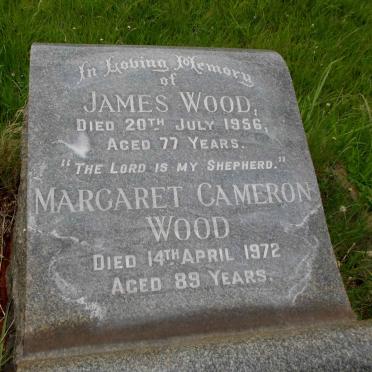 In Loving Memory
of
JAMES WOOD,
DIED 20TH JULY 1956,
AGED 77 YEARS.
"THE LORD IS MY SHEPHERD."
MARGARET CAMERON
WOOD
DIED 14TH APRIL 1972
AGED 89 YEARS.